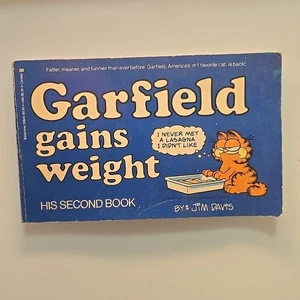 Fatter, meaner, and funnier than ever before. Garfield, America's #1 favorite cat is back!
Garfield
gains
weight
I NEVER MET
A LASAGNA
I DIDN'T LIKE
HIS SECOND BOOK
BY: JIM DAVIS